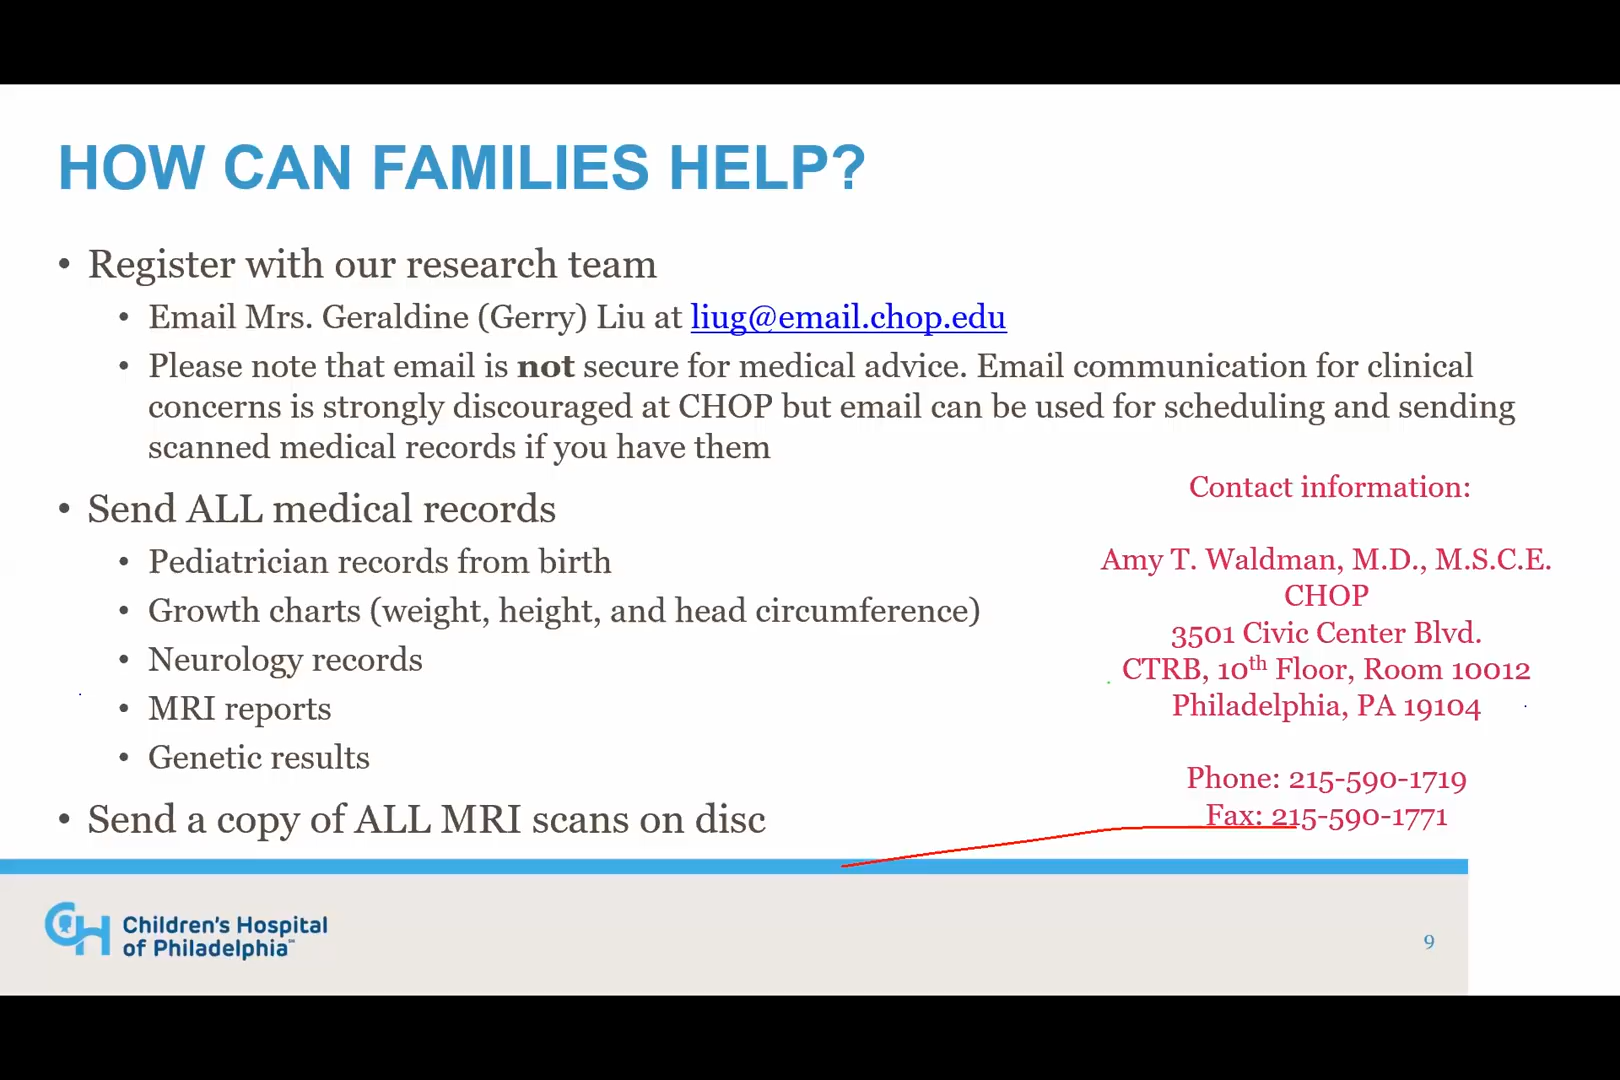 HOW CAN FAMILIES HELP?
• Register with our research team
• Email Mrs. Geraldine (Gerry) Liu at liug@email.chop.edu
• Please note that email is not secure for medical advice. Email communication for clinical
concerns is strongly discouraged at CHOP but email can be used for scheduling and sending
scanned medical records if you have them
• Send ALL medical records
• Pediatrician records from birth
• Growth charts (weight, height, and head circumference)
• Neurology records
• MRI reports
• Genetic results
• Send a copy of ALL MRI scans on disc
Contact information:
Amy T. Waldman, M.D., M.S.C.E.
CHOP
3501 Civic Center Blvd.
CTRB, 10th Floor, Room 10012
Philadelphia, PA 19104
Phone: 215-590-1719
Fax: 215-590-1771
CH Children's Hospital
of Philadelphia℠
9